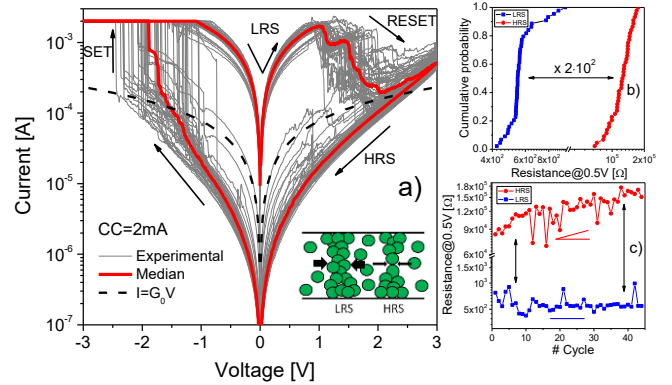 LRS
RESET
SET
HRS
a)
CC=2mA
Experimental
Median
I=G₀V
LRS HRS
10⁻³
10⁻⁴
10⁻⁵
10⁻⁶
10⁻⁷
Current [A]
-3 -2 -1 0 1 2 3
Voltage [V]
LRS
HRS
x 2·10²
b)
Cumulative probability
1
0.8
0.6
0.4
0.2
0
4x10² 6x10² 8x10² 10⁵ 2x10⁵
Resistance@0.5V [Ω]
HRS
LRS
c)
Resistance@0.5V [Ω]
1.8x10⁵
1.5x10⁵
1.2x10⁵
9x10⁴
6x10⁴
1.5x10³
1x10³
5x10²
0 10 20 30 40
# Cycle